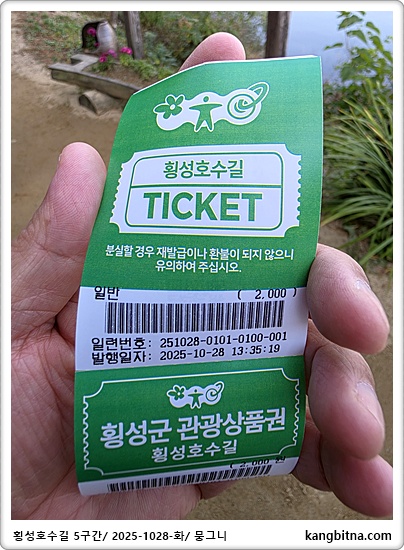 횡성호수길
TICKET
분실할 경우 재발급이나 환불이 되지 않으니
유의하여 주십시오.
일반 ( 2,000 )
일련번호: 251028-0101-0100-001
발행일자: 2025-10-28 13:35:19
횡성군 관광상품권
횡성호수길
( 2,000 원
횡성호수길 5구간/ 2025-1028-화/ 뭉그니
kangbitna.com